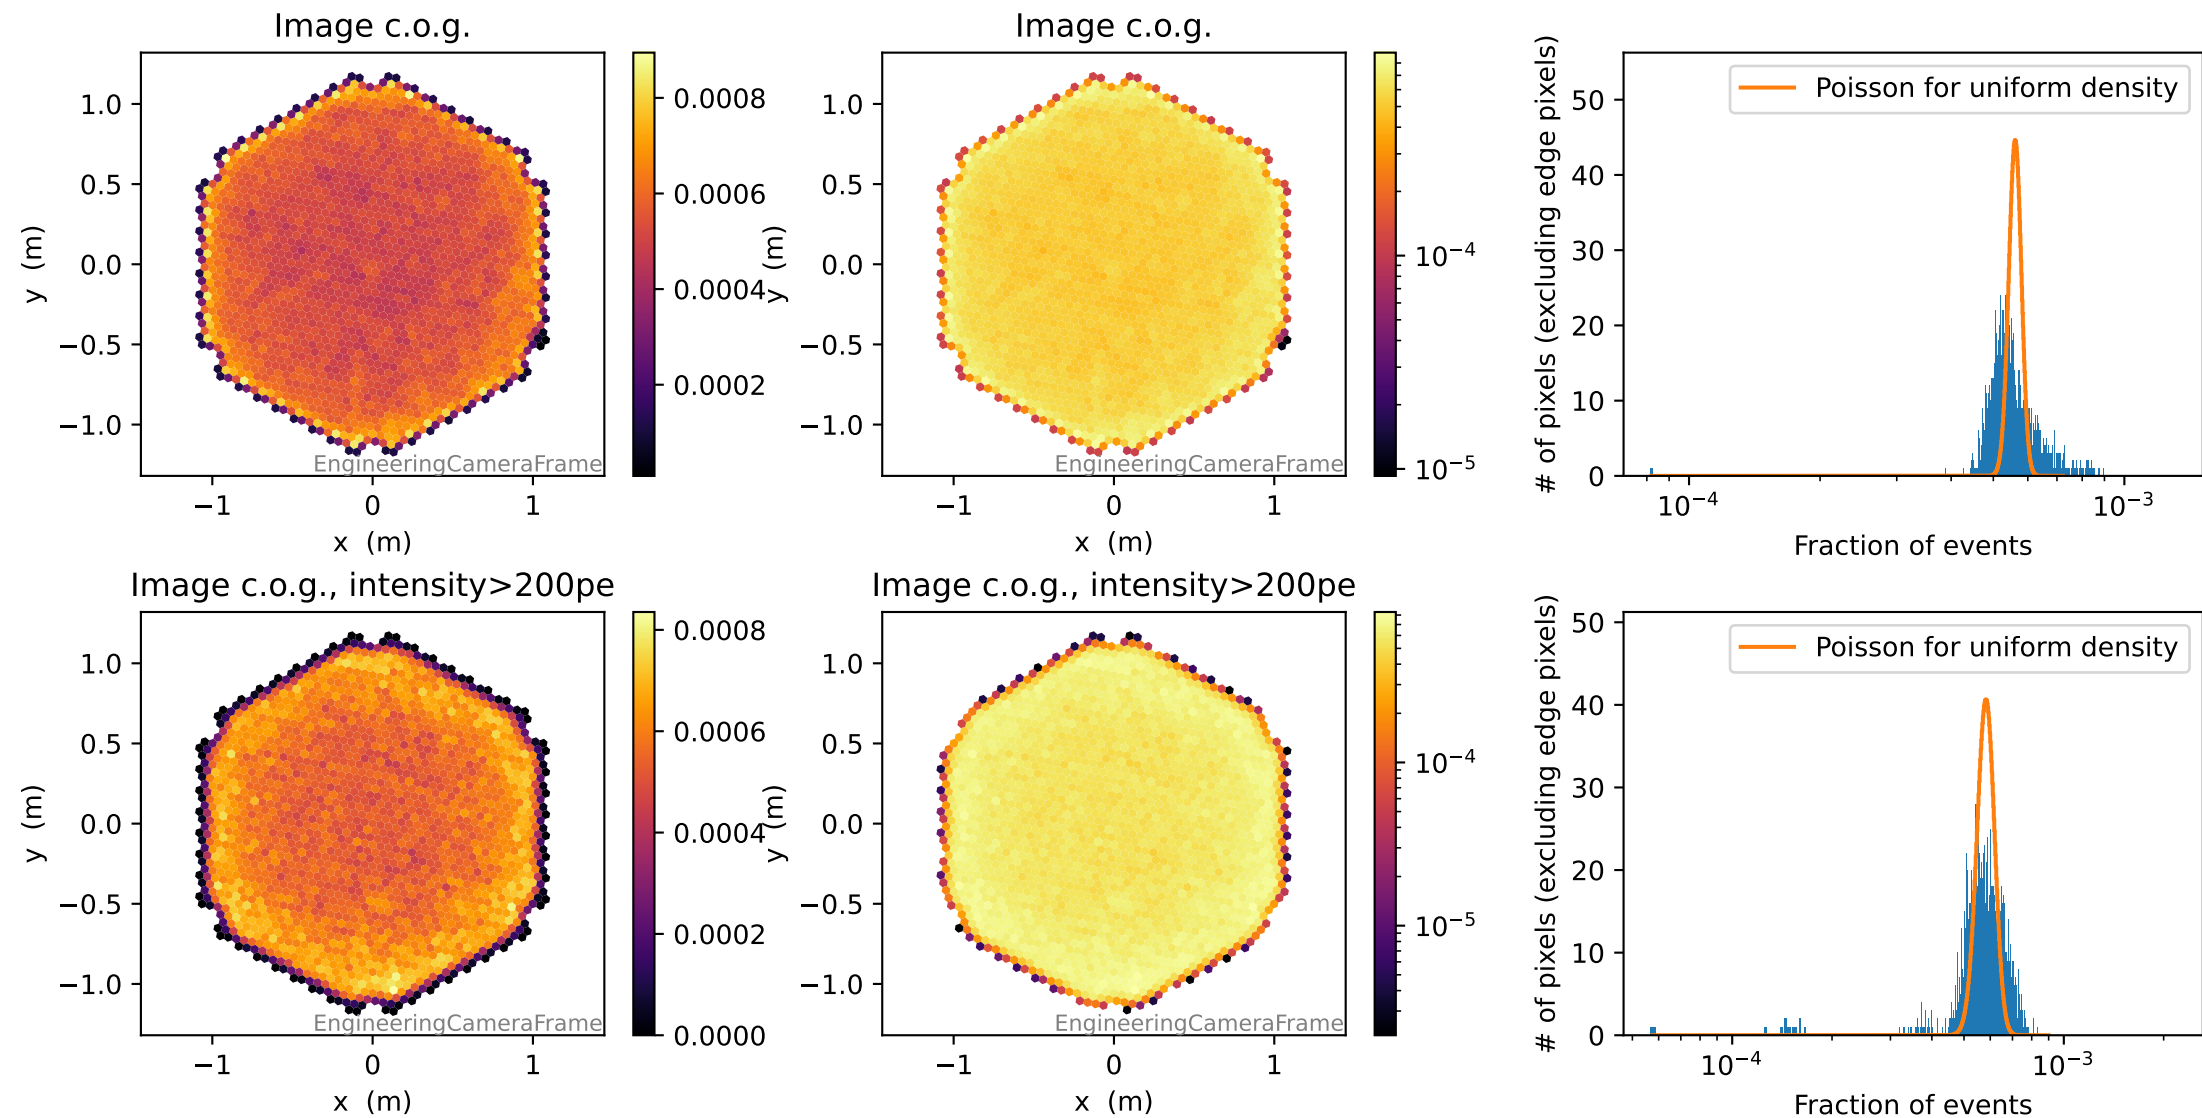 Image c.o.g.
1.0
0.5
0.0
−0.5
−1.0
y (m)
−1 0 1
x (m)
EngineeringCameraFrame
0.0008
0.0006
0.0004
0.0002
Image c.o.g.
1.0
0.5
0.0
−0.5
−1.0
y (m)
−1 0 1
x (m)
EngineeringCameraFrame
10⁻⁴
10⁻⁵
# of pixels (excluding edge pixels)
50
40
30
20
10
0
Poisson for uniform density
10⁻⁴ 10⁻³
Fraction of events
Image c.o.g., intensity>200pe
1.0
0.5
0.0
−0.5
−1.0
y (m)
−1 0 1
x (m)
EngineeringCameraFrame
0.0008
0.0006
0.0004
0.0002
0.0000
Image c.o.g., intensity>200pe
1.0
0.5
0.0
−0.5
−1.0
y (m)
−1 0 1
x (m)
EngineeringCameraFrame
10⁻⁴
10⁻⁵
# of pixels (excluding edge pixels)
50
40
30
20
10
0
Poisson for uniform density
10⁻⁴ 10⁻³
Fraction of events